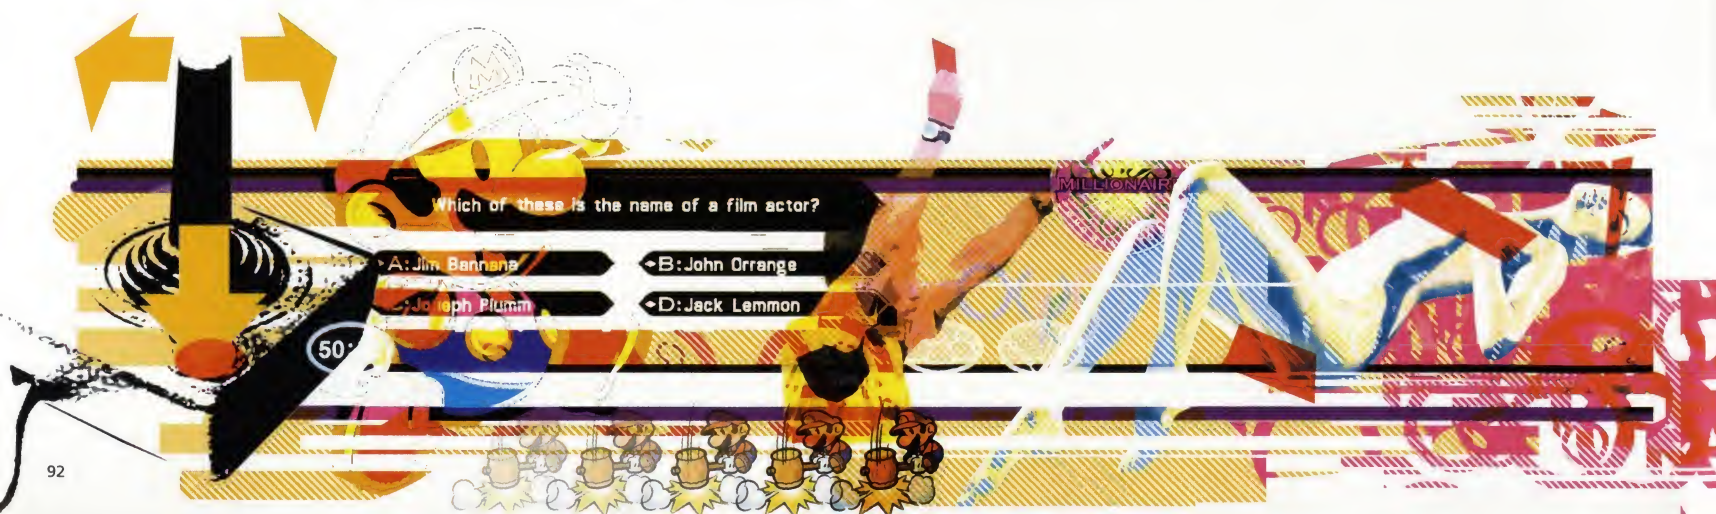 M
MILLIONAIR
Which of these is the name of a film actor?
A:Jim Bannana
B:John Orrange
C:Joseph Plumm
D:Jack Lemmon
50:
92